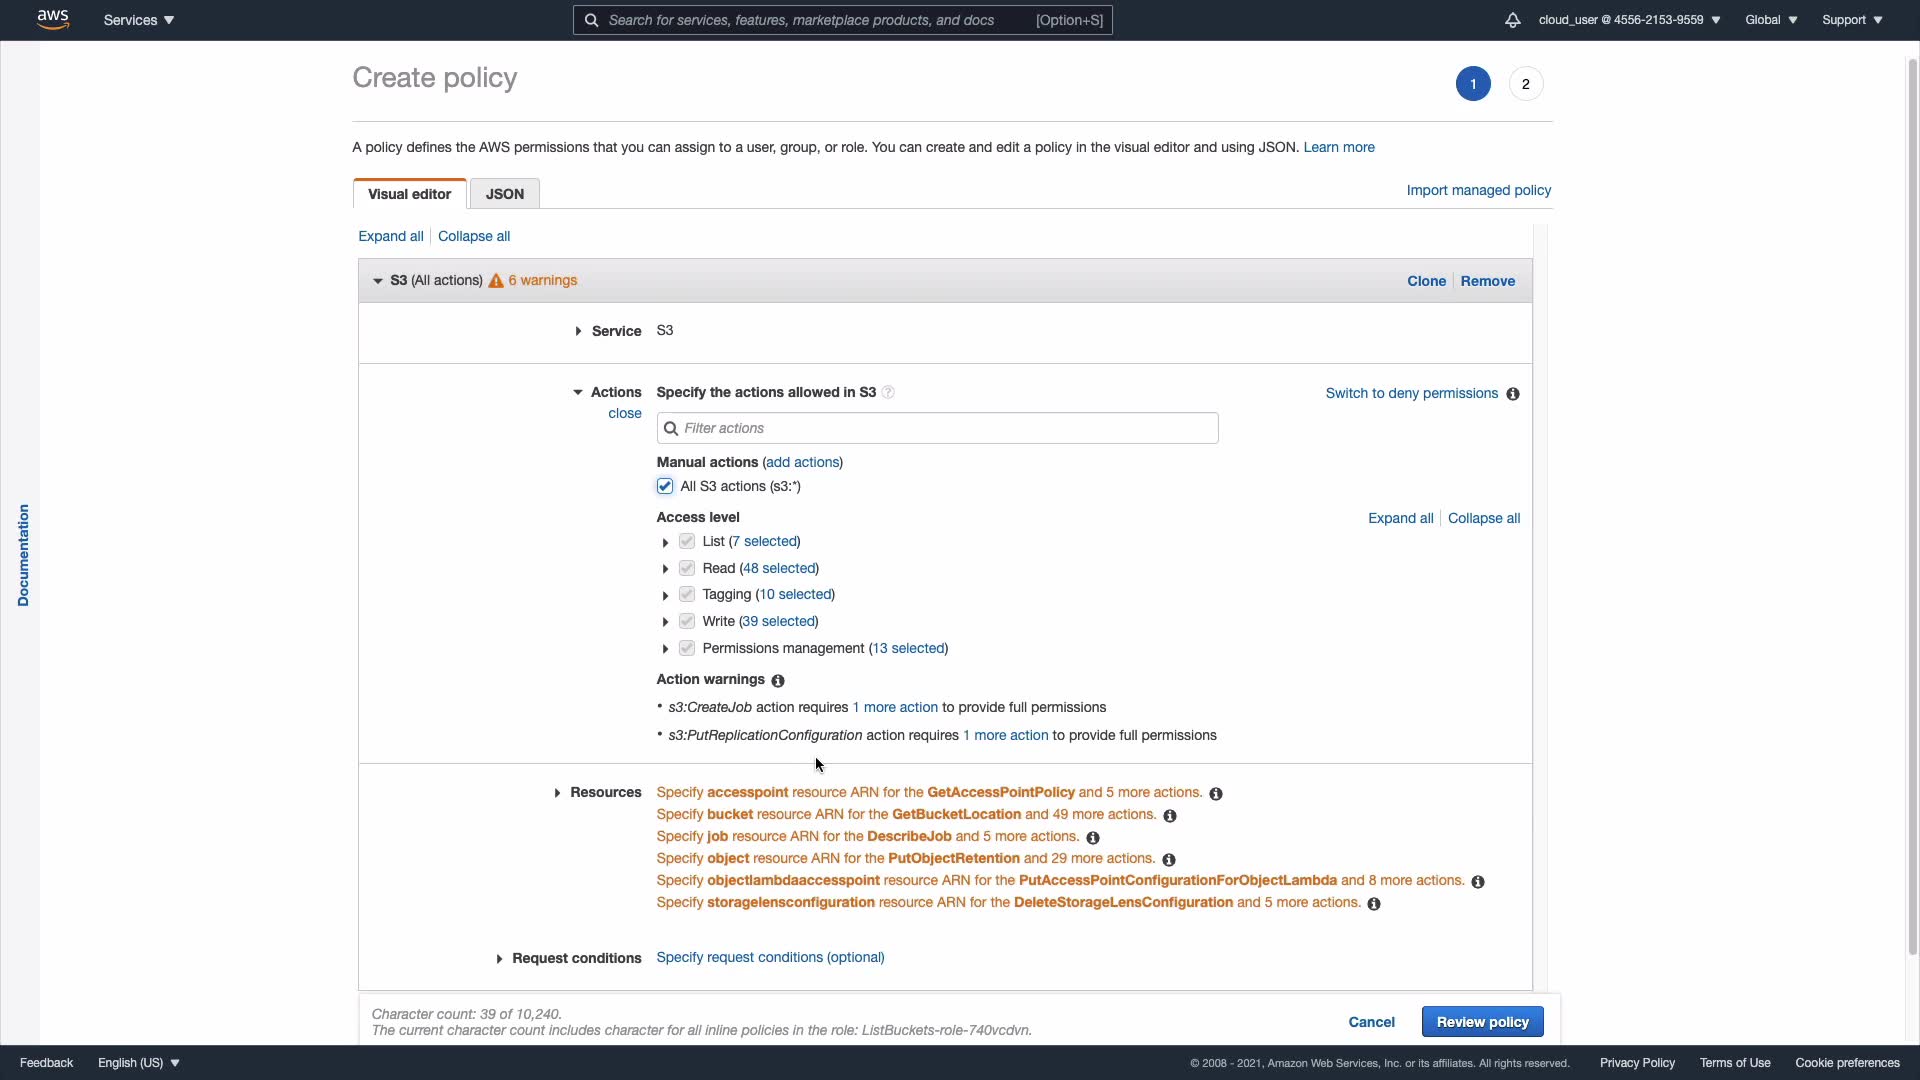 aws
Services
Search for services, features, marketplace products, and docs [Option+S]
cloud_user @ 4556-2153-9559
Global
Support
Create policy
1
2
A policy defines the AWS permissions that you can assign to a user, group, or role. You can create and edit a policy in the visual editor and using JSON. Learn more
Visual editor
JSON
Import managed policy
Expand all
Collapse all
S3 (All actions) 6 warnings
Clone
Remove
Service S3
Actions Specify the actions allowed in S3
Switch to deny permissions
close
Filter actions
Manual actions (add actions)
All S3 actions (s3:*)
Access level
Expand all
Collapse all
List (7 selected)
Read (48 selected)
Tagging (10 selected)
Write (39 selected)
Permissions management (13 selected)
Action warnings
• s3:CreateJob action requires 1 more action to provide full permissions
• s3:PutReplicationConfiguration action requires 1 more action to provide full permissions
Resources
Specify accesspoint resource ARN for the GetAccessPointPolicy and 5 more actions.
Specify bucket resource ARN for the GetBucketLocation and 49 more actions.
Specify job resource ARN for the DescribeJob and 5 more actions.
Specify object resource ARN for the PutObjectRetention and 29 more actions.
Specify objectlambdaaccesspoint resource ARN for the PutAccessPointConfigurationForObjectLambda and 8 more actions.
Specify storagelensconfiguration resource ARN for the DeleteStorageLensConfiguration and 5 more actions.
Request conditions Specify request conditions (optional)
Documentation
Character count: 39 of 10,240.
The current character count includes character for all inline policies in the role: ListBuckets-role-740vcdvn.
Cancel
Review policy
Feedback
English (US)
© 2008 - 2021, Amazon Web Services, Inc. or its affiliates. All rights reserved.
Privacy Policy
Terms of Use
Cookie preferences